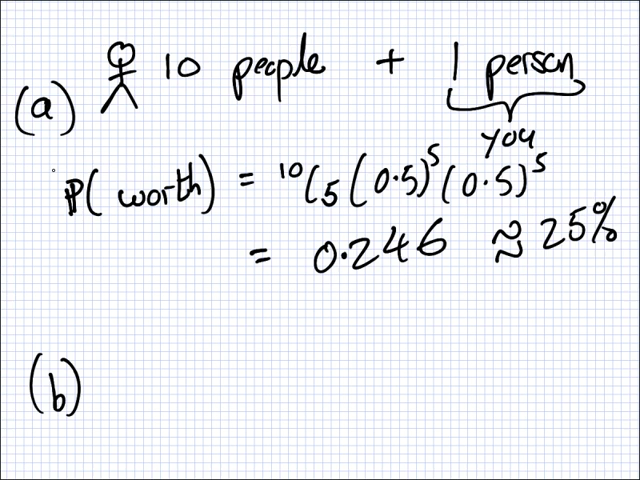 (a) 10 people + 1 person
you
P(worth) = ¹⁰C₅(0.5)⁵(0.5)⁵
= 0.246 ≈ 25%
(b)